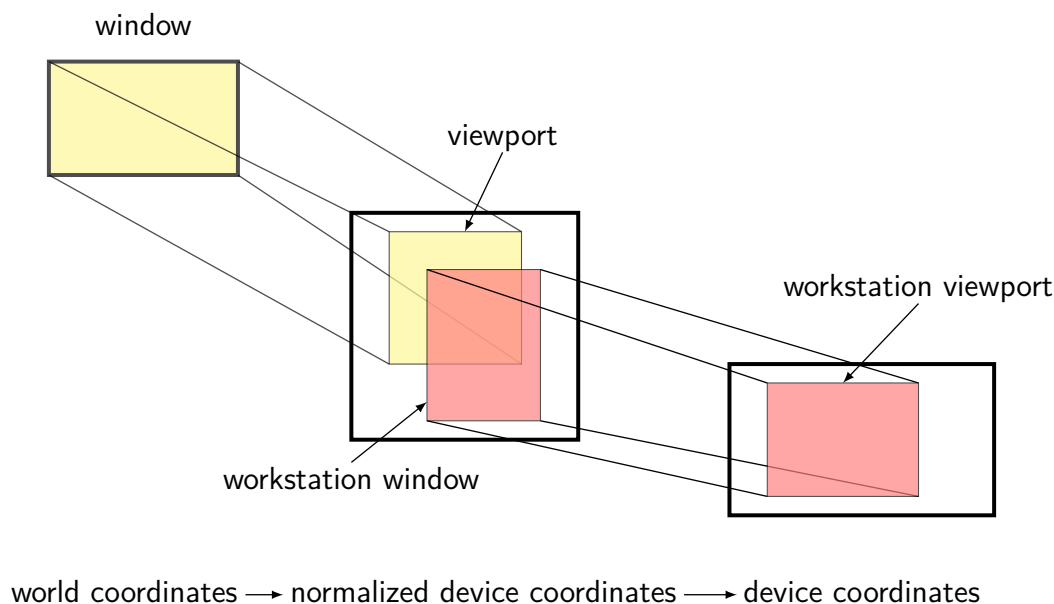 window
viewport
workstation viewport
workstation window
world coordinates → normalized device coordinates → device coordinates